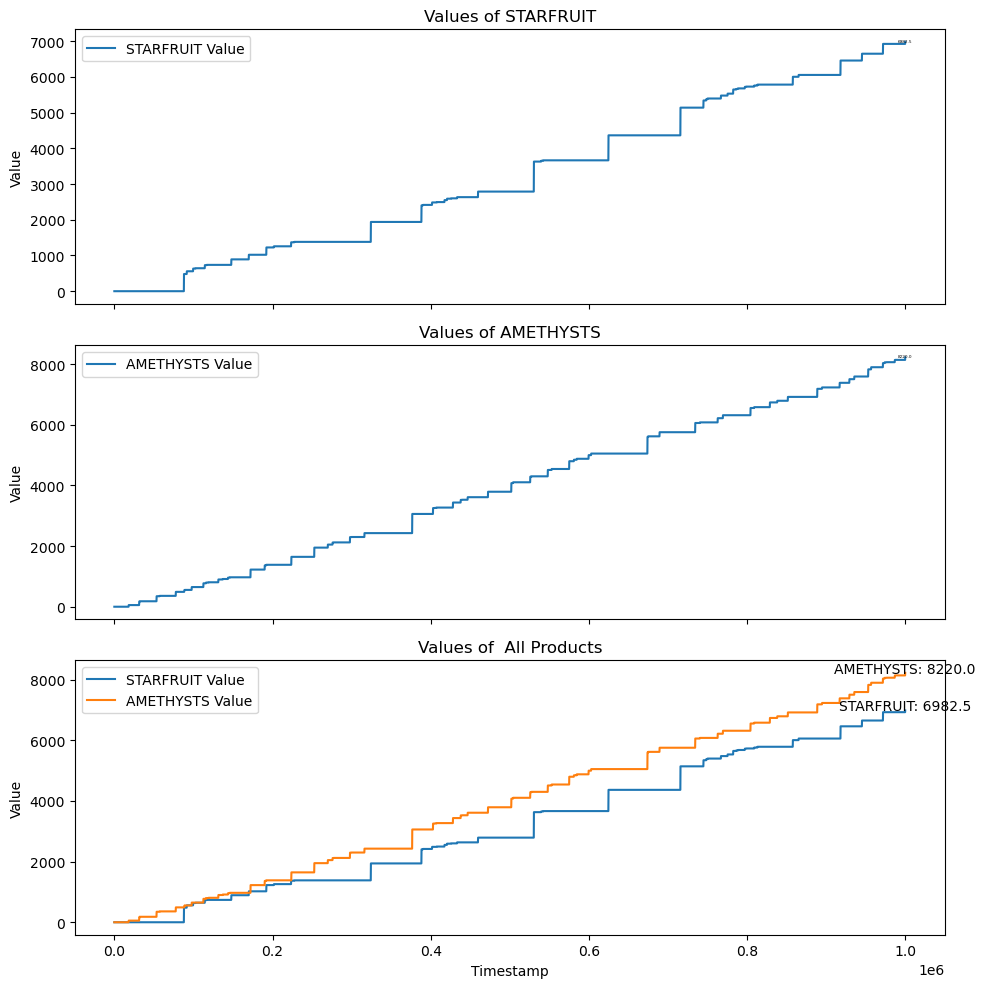 Values of STARFRUIT
STARFRUIT Value
7000
6000
5000
4000
3000
2000
1000
0
Value
Values of AMETHYSTS
AMETHYSTS Value
8220.0
8000
6000
4000
2000
0
Value
Values of  All Products
STARFRUIT Value
AMETHYSTS Value
AMETHYSTS: 8220.0
STARFRUIT: 6982.5
8000
6000
4000
2000
0
Value
0.0 0.2 0.4 0.6 0.8 1.0
1e6
Timestamp